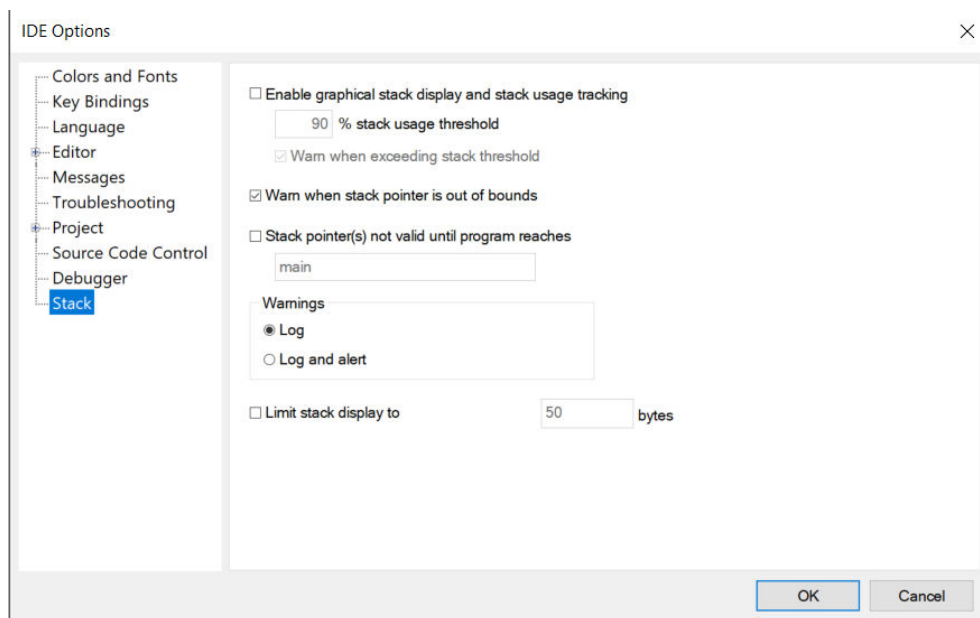 IDE Options
Colors and Fonts
Key Bindings
Language
Editor
Messages
Troubleshooting
Project
Source Code Control
Debugger
Stack
Enable graphical stack display and stack usage tracking
90 % stack usage threshold
Warn when exceeding stack threshold
Warn when stack pointer is out of bounds
Stack pointer(s) not valid until program reaches
main
Warnings
Log
Log and alert
Limit stack display to 50 bytes
OK Cancel